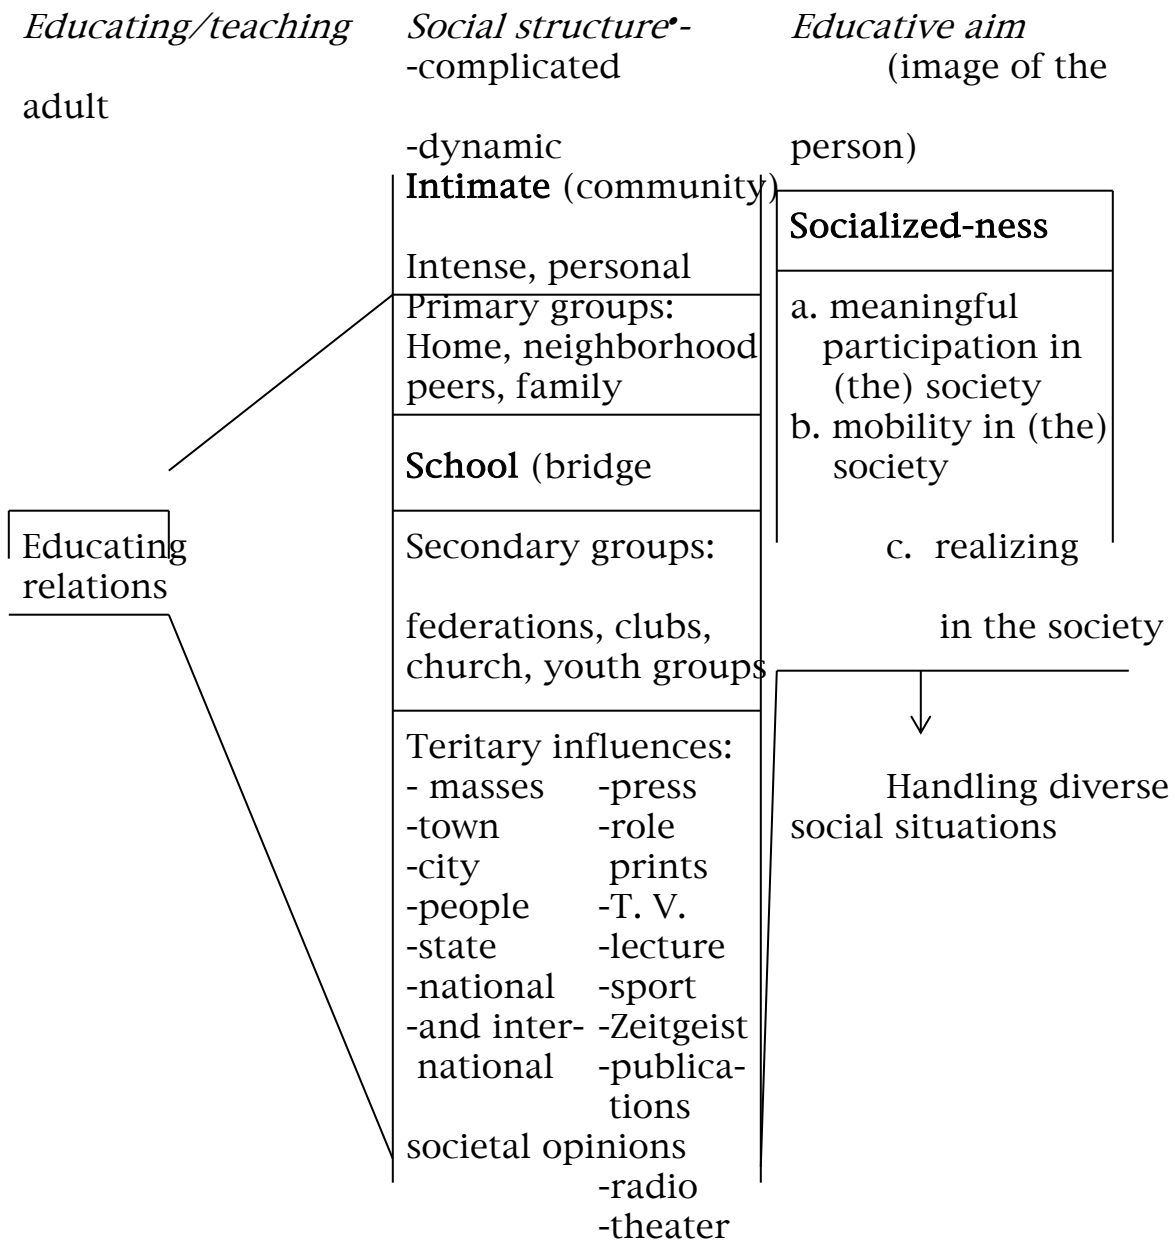 Educating/teaching Social structure•- Educative aim
-complicated (image of the
adult
-dynamic person)
Intimate (community)
Socialized-ness
Intense, personal
Primary groups: a. meaningful
Home, neighborhood participation in
peers, family (the) society
b. mobility in (the)
School (bridge society
Educating Secondary groups: c. realizing
relations
federations, clubs, in the society
church, youth groups
Teritary influences:
- masses -press Handling diverse
-town -role social situations
-city prints
-people -T. V.
-state -lecture
-national -sport
-and inter- -Zeitgeist
national -publica-
tions
societal opinions
-radio
-theater